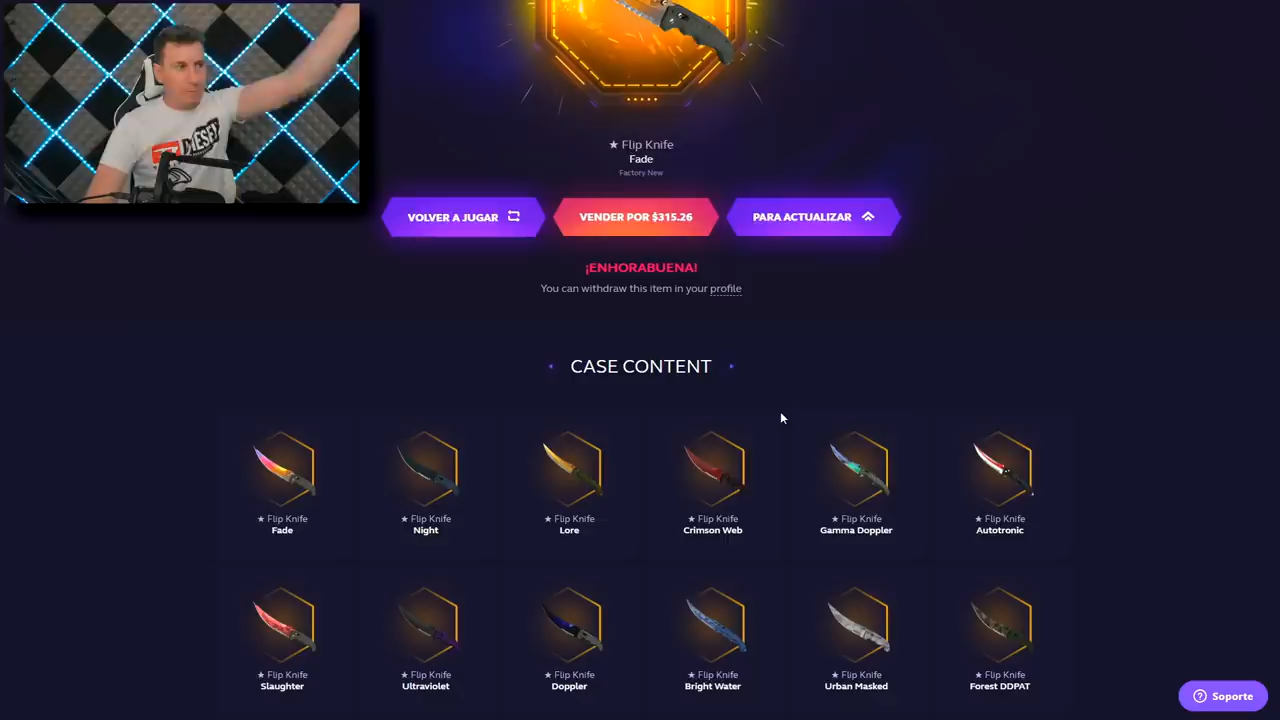 DIESEL
★ Flip Knife
Fade
Factory New
VOLVER A JUGAR
VENDER POR $315.26
PARA ACTUALIZAR
¡ENHORABUENA!
You can withdraw this item in your profile
CASE CONTENT
★ Flip Knife
Fade
★ Flip Knife
Night
★ Flip Knife
Lore
★ Flip Knife
Crimson Web
★ Flip Knife
Gamma Doppler
★ Flip Knife
Autotronic
★ Flip Knife
Slaughter
★ Flip Knife
Ultraviolet
★ Flip Knife
Doppler
★ Flip Knife
Bright Water
★ Flip Knife
Urban Masked
★ Flip Knife
Forest DDPAT
Soporte